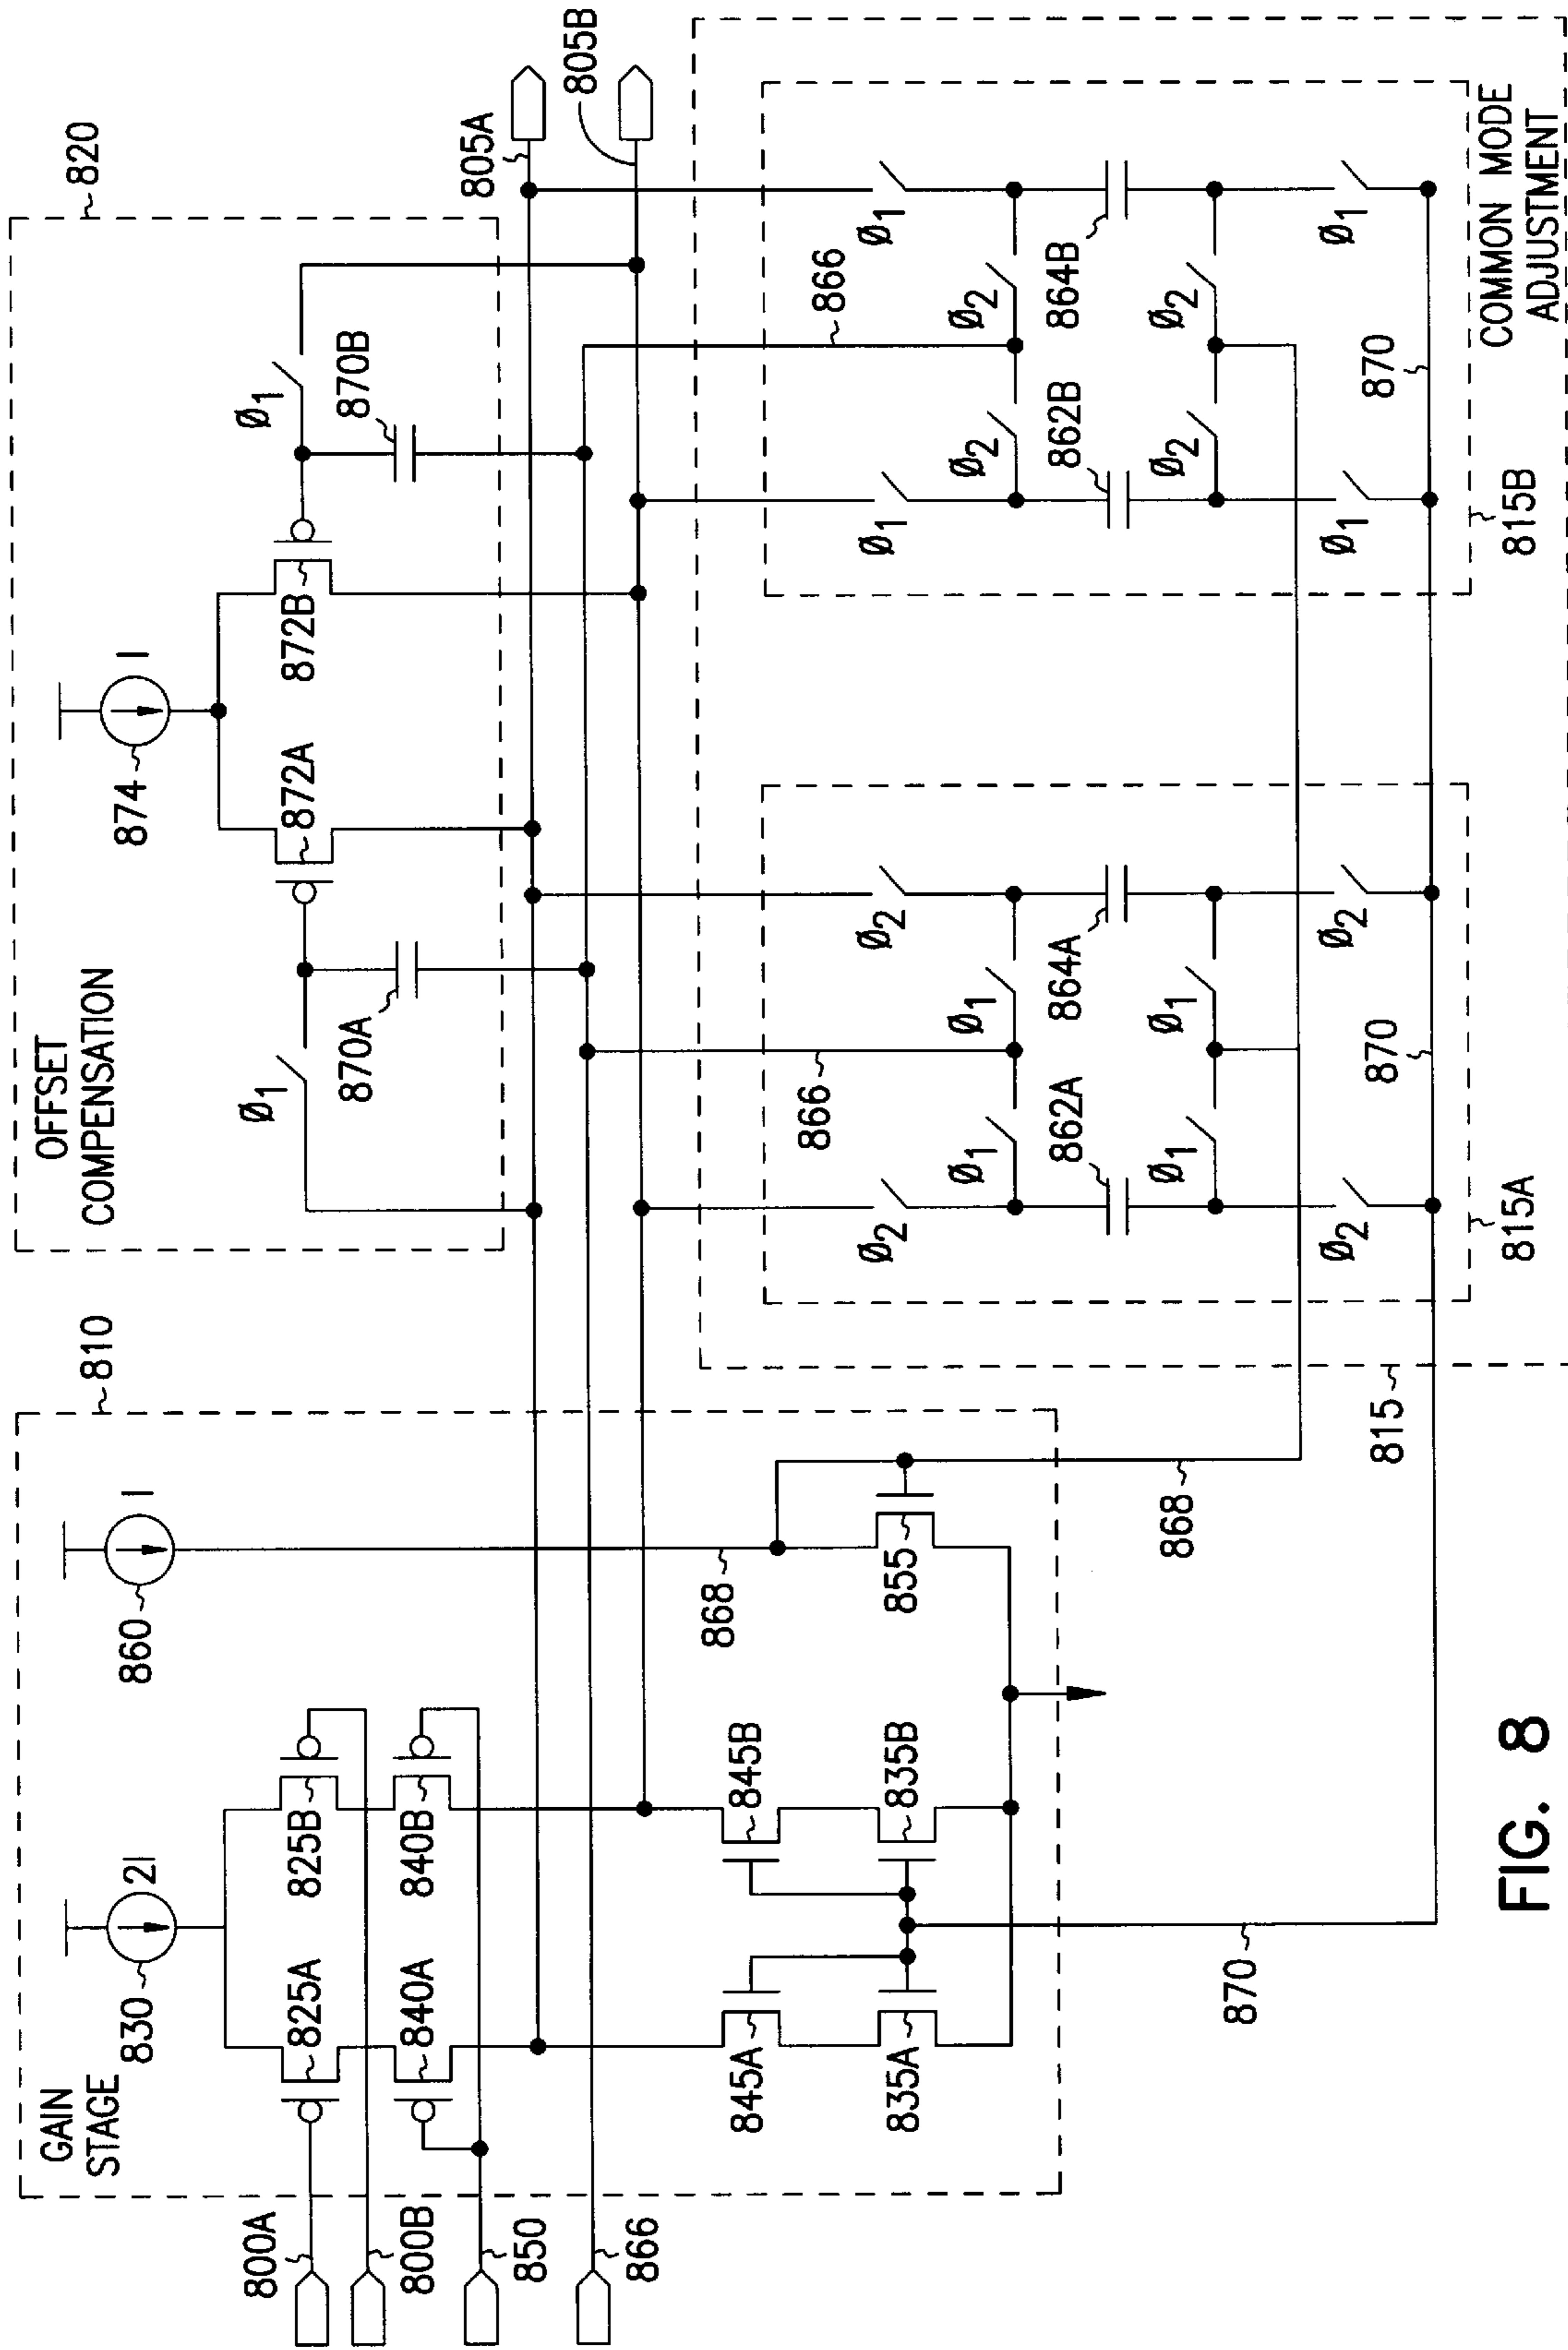 GAIN
STAGE
810
830
2I
860
I
825A
825B
840A
840B
845A
845B
835A
835B
855
868
868
870
800A
800B
850
866
OFFSET
COMPENSATION
820
874
I
872A
872B
Ø1
Ø1
870A
870B
805A
805B
866
866
Ø2
Ø2
Ø1
Ø1
862A
864A
Ø1
Ø1
Ø2
Ø2
870
815A
Ø1
Ø1
Ø2
Ø2
862B
864B
Ø2
Ø2
Ø1
Ø1
870
815B
815
COMMON MODE
ADJUSTMENT
FIG. 8